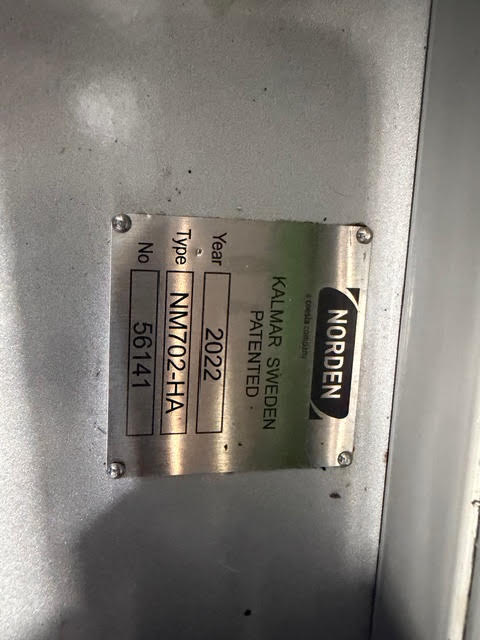 NORDEN
a coesia company
KALMAR SWEDEN
PATENTED
Year 2022
Type NM702-HA
No 56141